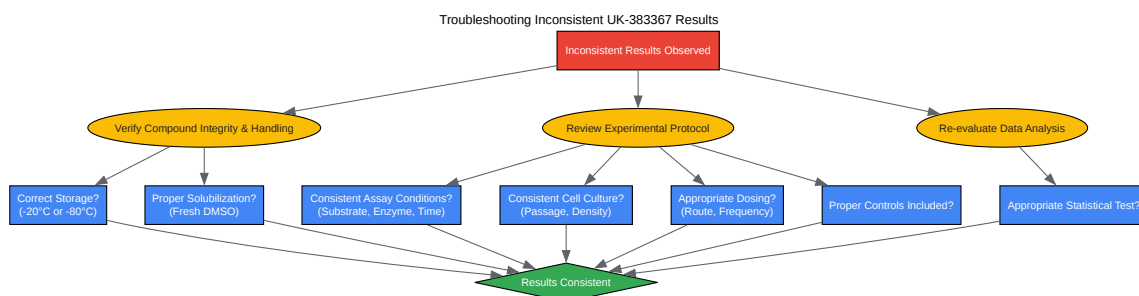 Troubleshooting Inconsistent UK-383367 Results
Inconsistent Results Observed
Verify Compound Integrity & Handling
Review Experimental Protocol
Re-evaluate Data Analysis
Correct Storage?
(-20°C or -80°C)
Proper Solubilization?
(Fresh DMSO)
Consistent Assay Conditions?
(Substrate, Enzyme, Time)
Consistent Cell Culture?
(Passage, Density)
Appropriate Dosing?
(Route, Frequency)
Proper Controls Included?
Appropriate Statistical Test?
Results Consistent